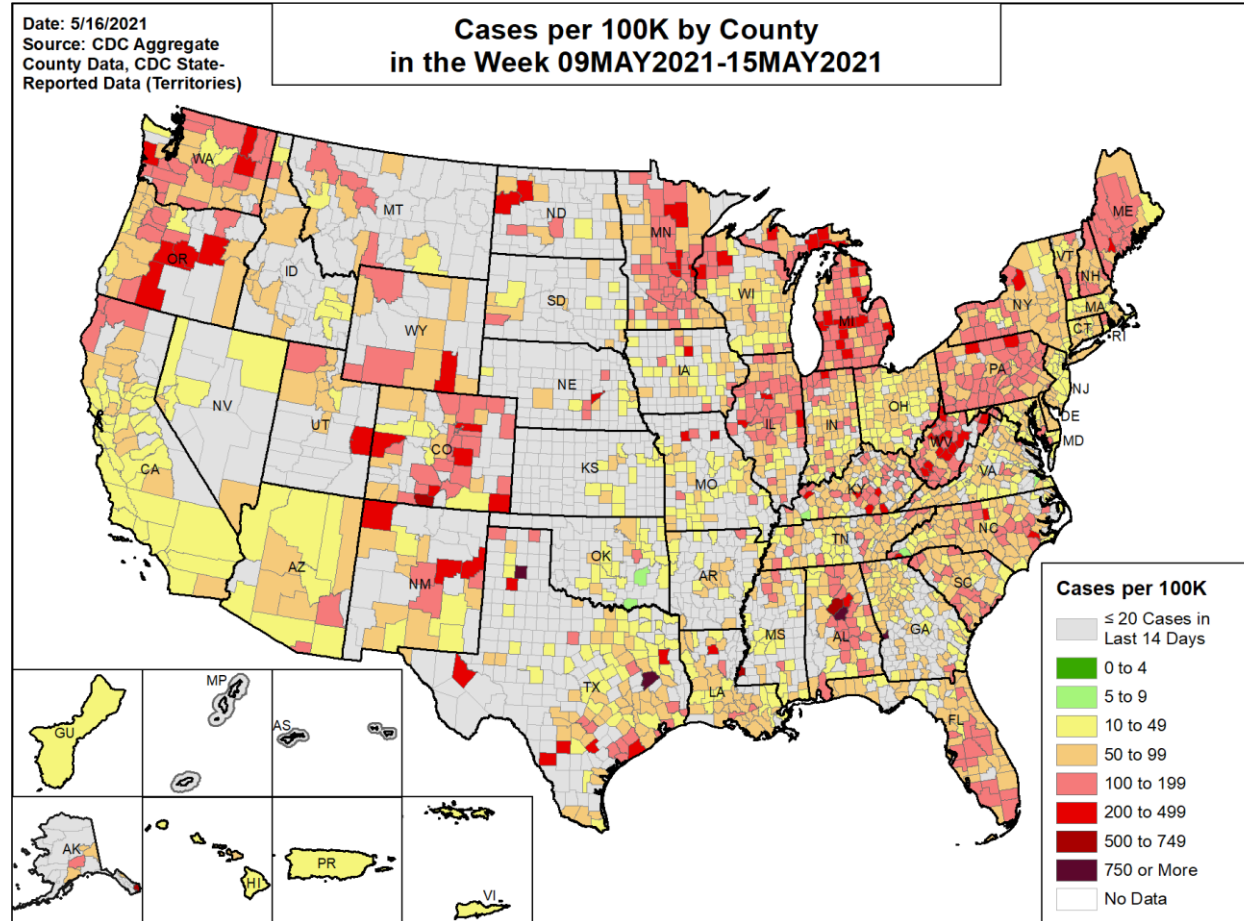 Date: 5/16/2021
Source: CDC Aggregate
County Data, CDC State-
Reported Data (Territories)
Cases per 100K by County
in the Week 09MAY2021-15MAY2021
WA
MT
ND
MN
ME
OR
ID
WY
SD
WI
MI
VT
NH
NY
MA
CT
RI
NV
UT
CO
NE
IA
IL
IN
OH
PA
NJ
DE
MD
CA
KS
MO
WV
VA
KY
AZ
NM
OK
AR
TN
NC
SC
TX
LA
MS
AL
GA
FL
GU
MP
AS
AK
HI
PR
VI
Cases per 100K
≤ 20 Cases in
Last 14 Days
0 to 4
5 to 9
10 to 49
50 to 99
100 to 199
200 to 499
500 to 749
750 or More
No Data